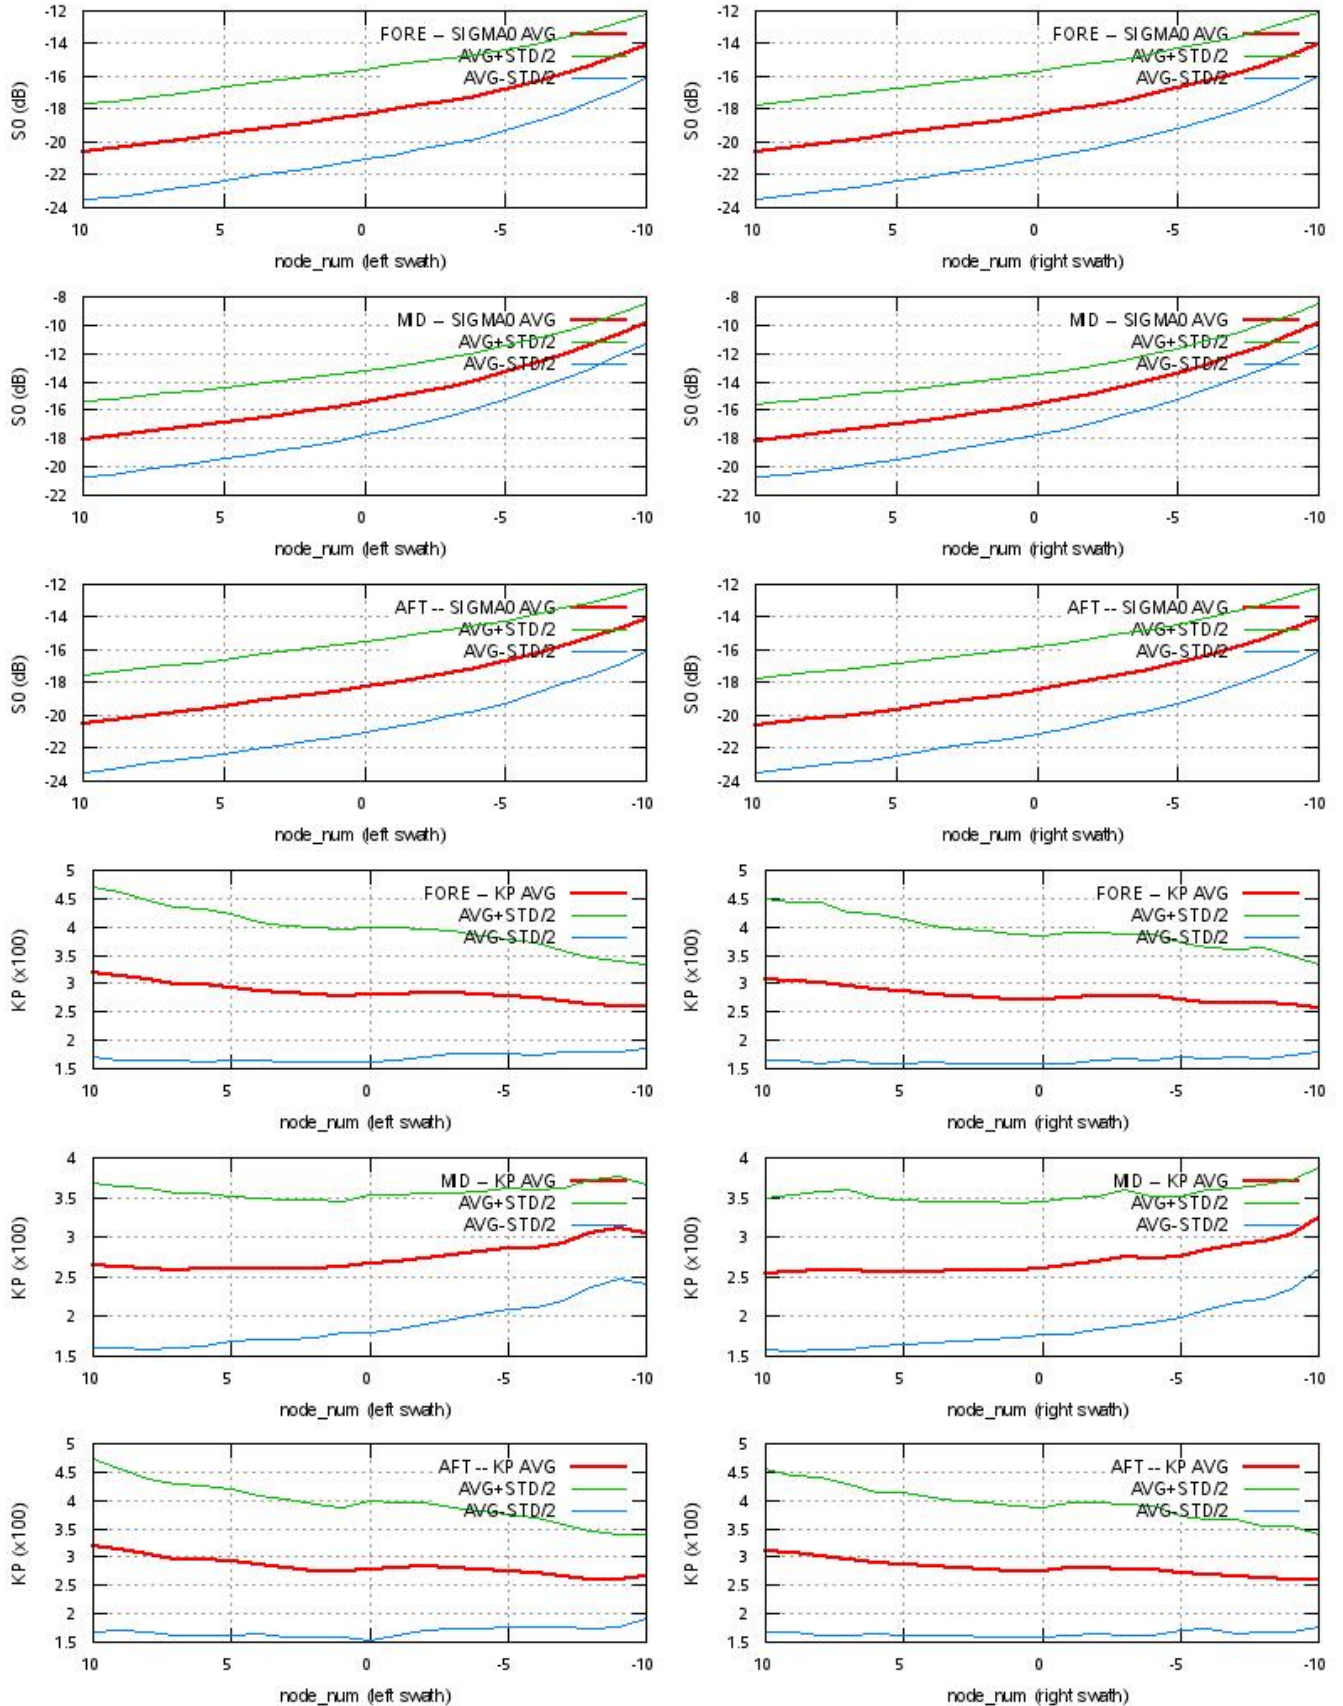 -12
-14
-16
-18
-20
-22
-24
S0 (dB)
FORE – SIGMA0 AVG
AVG+STD/2
AVG-STD/2
10 5 0 -5 -10
node_num (left swath)
-12
-14
-16
-18
-20
-22
-24
S0 (dB)
FORE – SIGMA0 AVG
AVG+STD/2
AVG-STD/2
10 5 0 -5 -10
node_num (right swath)
-8
-10
-12
-14
-16
-18
-20
-22
S0 (dB)
MID – SIGMA0 AVG
AVG+STD/2
AVG-STD/2
10 5 0 -5 -10
node_num (left swath)
-8
-10
-12
-14
-16
-18
-20
-22
S0 (dB)
MID – SIGMA0 AVG
AVG+STD/2
AVG-STD/2
10 5 0 -5 -10
node_num (right swath)
-12
-14
-16
-18
-20
-22
-24
S0 (dB)
AFT -- SIGMA0 AVG
AVG+STD/2
AVG-STD/2
10 5 0 -5 -10
node_num (left swath)
-12
-14
-16
-18
-20
-22
-24
S0 (dB)
AFT -- SIGMA0 AVG
AVG+STD/2
AVG-STD/2
10 5 0 -5 -10
node_num (right swath)
5
4.5
4
3.5
3
2.5
2
1.5
KP (x100)
FORE – KP AVG
AVG+STD/2
AVG-STD/2
10 5 0 -5 -10
node_num (left swath)
5
4.5
4
3.5
3
2.5
2
1.5
KP (x100)
FORE – KP AVG
AVG+STD/2
AVG-STD/2
10 5 0 -5 -10
node_num (right swath)
4
3.5
3
2.5
2
1.5
KP (x100)
MID – KP AVG
AVG+STD/2
AVG-STD/2
10 5 0 -5 -10
node_num (left swath)
4
3.5
3
2.5
2
1.5
KP (x100)
MID – KP AVG
AVG+STD/2
AVG-STD/2
10 5 0 -5 -10
node_num (right swath)
5
4.5
4
3.5
3
2.5
2
1.5
KP (x100)
AFT -- KP AVG
AVG+STD/2
AVG-STD/2
10 5 0 -5 -10
node_num (left swath)
5
4.5
4
3.5
3
2.5
2
1.5
KP (x100)
AFT -- KP AVG
AVG+STD/2
AVG-STD/2
10 5 0 -5 -10
node_num (right swath)